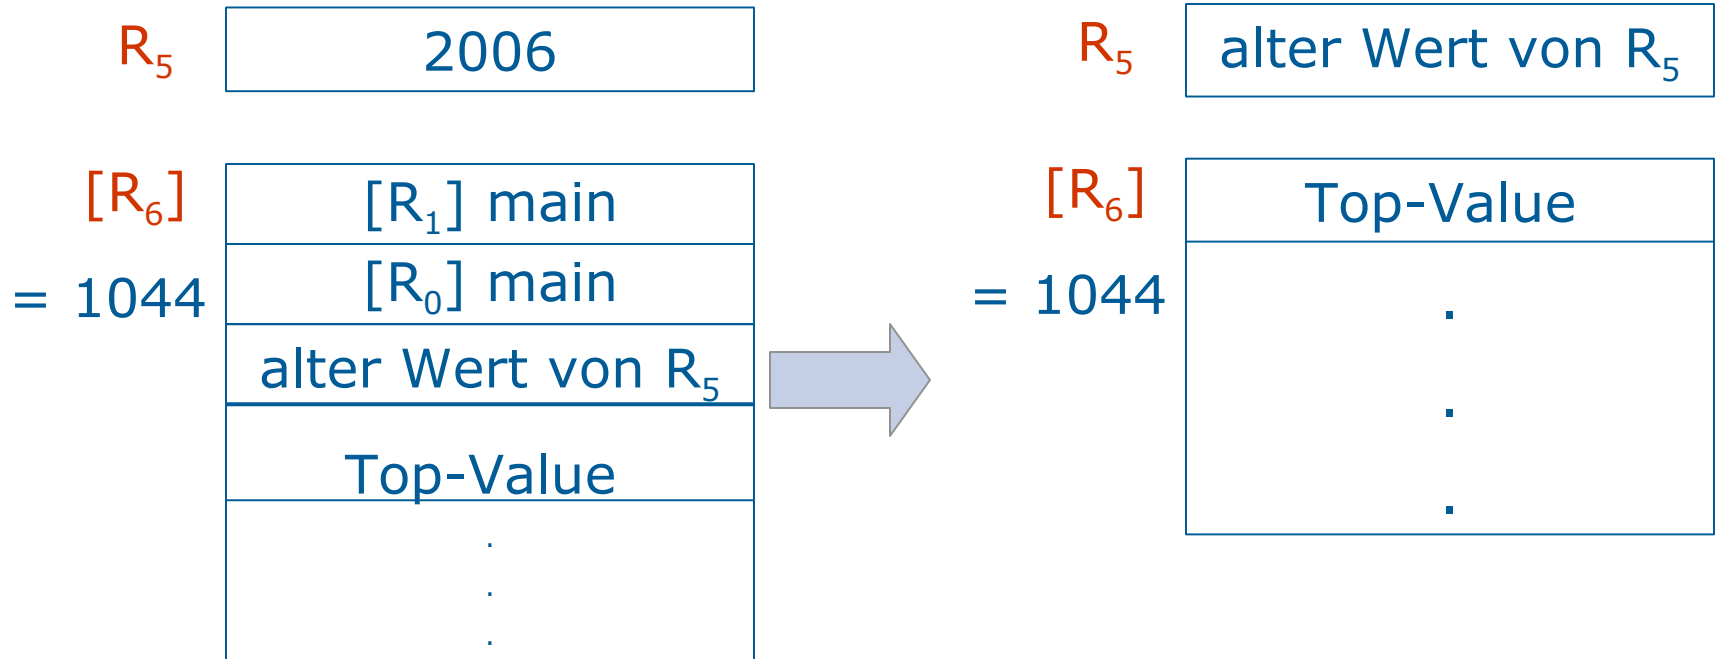 R₅ 2006
[R₆] [R₁] main
= 1044 [R₀] main
alter Wert von R₅
Top-Value
.
.
.
R₅ alter Wert von R₅
[R₆] Top-Value
= 1044 .
.
.